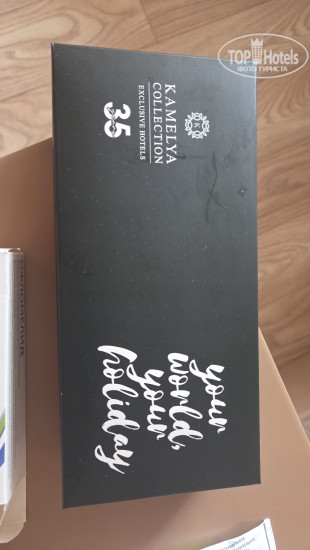 TOP Hotels
ФОТО ТУРИСТА
K
KAMELYA
COLLECTION
EXCLUSIVE HOTELS
35
your
world,
your
holiday